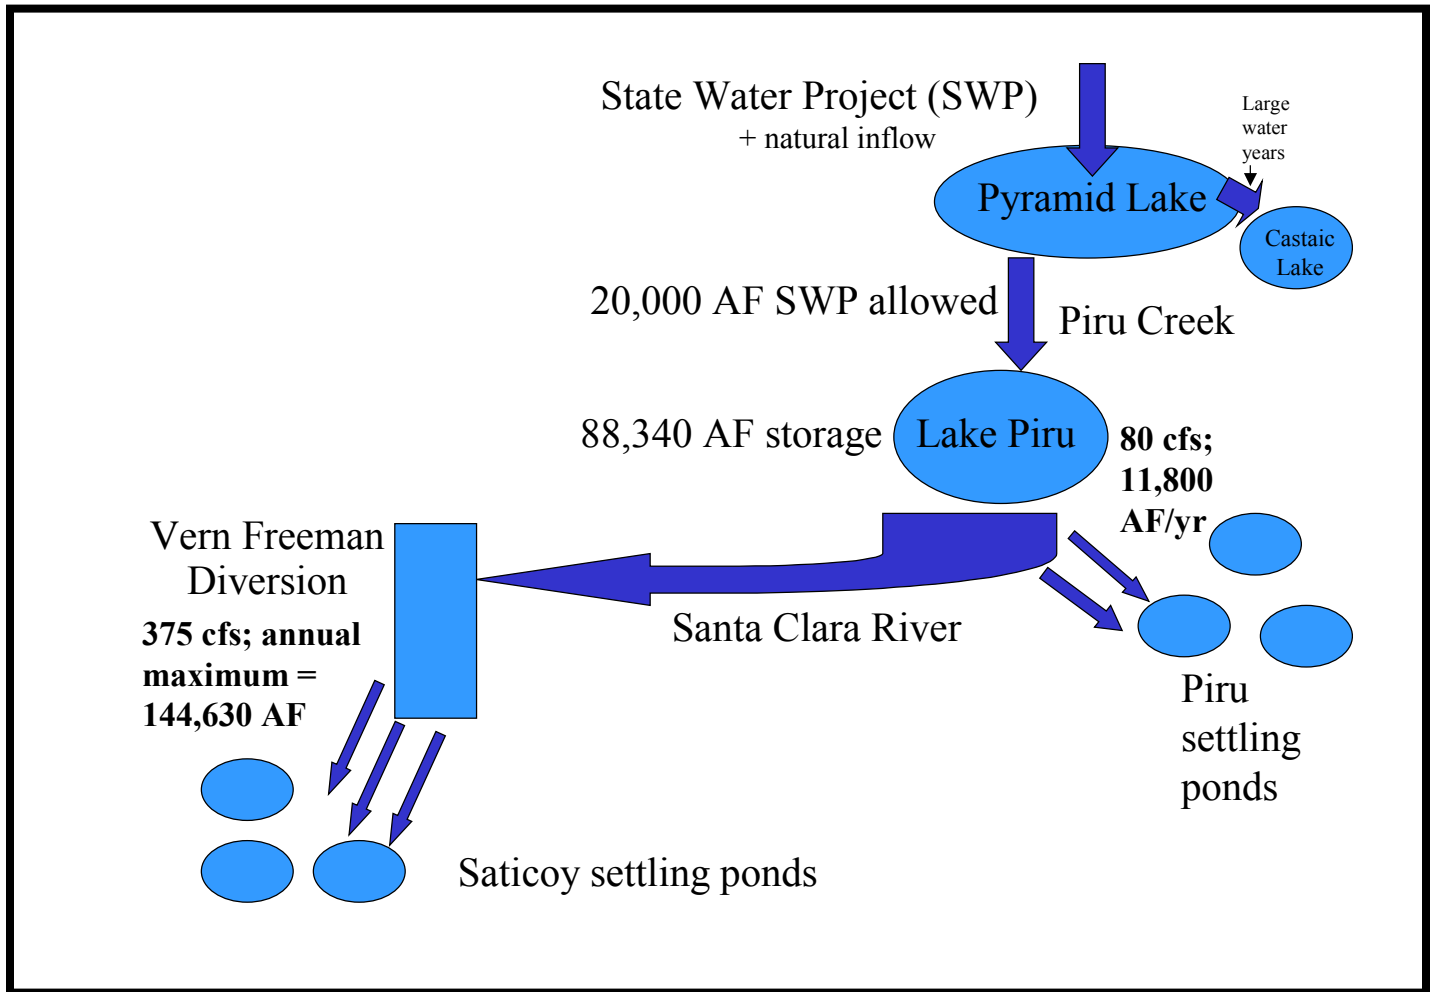 State Water Project (SWP)
+ natural inflow
Large
water
years
Pyramid Lake
Castaic
Lake
20,000 AF SWP allowed
Piru Creek
88,340 AF storage
Lake Piru
80 cfs;
11,800
AF/yr
Vern Freeman
Diversion
375 cfs; annual
maximum =
144,630 AF
Santa Clara River
Piru
settling
ponds
Saticoy settling ponds